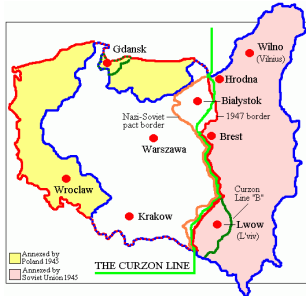 Wilno
(Vilnius)
Gdansk
Hrodna
Bialystok
Nazi-Soviet
pact border
1947 border
Warszawa
Brest
Curzon
Line "B"
Wroclaw
Krakow
Lwow
(L'viv)
Annexed by
Poland 1945
Annexed by
Soviet Union 1945
THE CURZON LINE